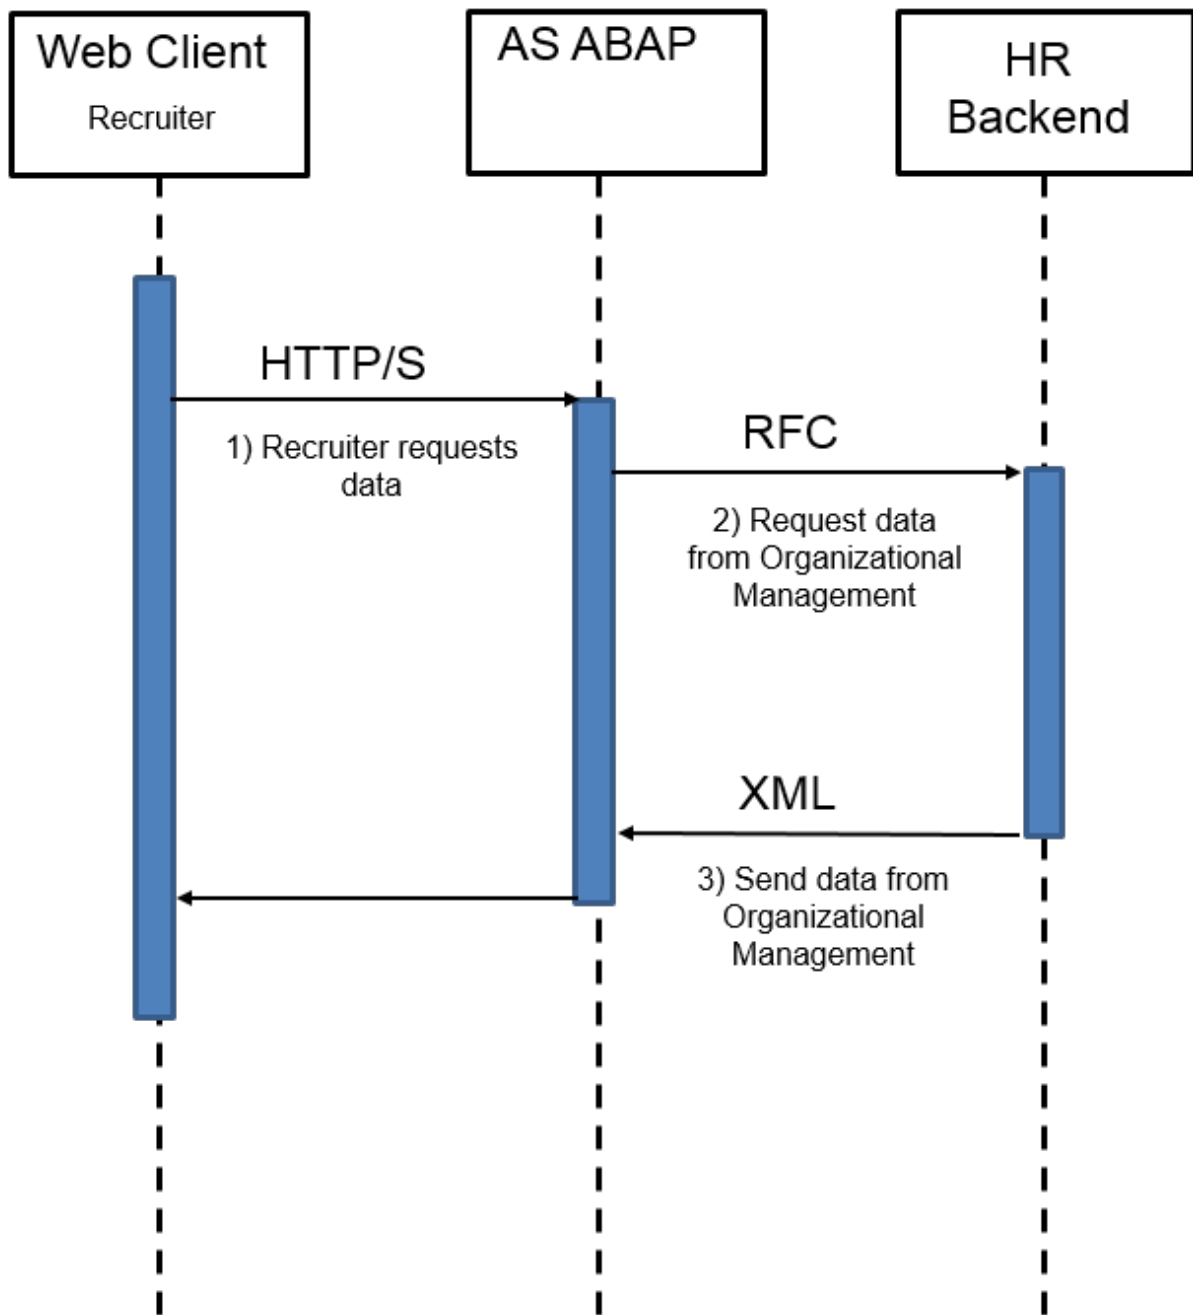 Web Client
Recruiter
AS ABAP
HR
Backend
HTTP/S
1) Recruiter requests
data
RFC
2) Request data
from Organizational
Management
XML
3) Send data from
Organizational
Management